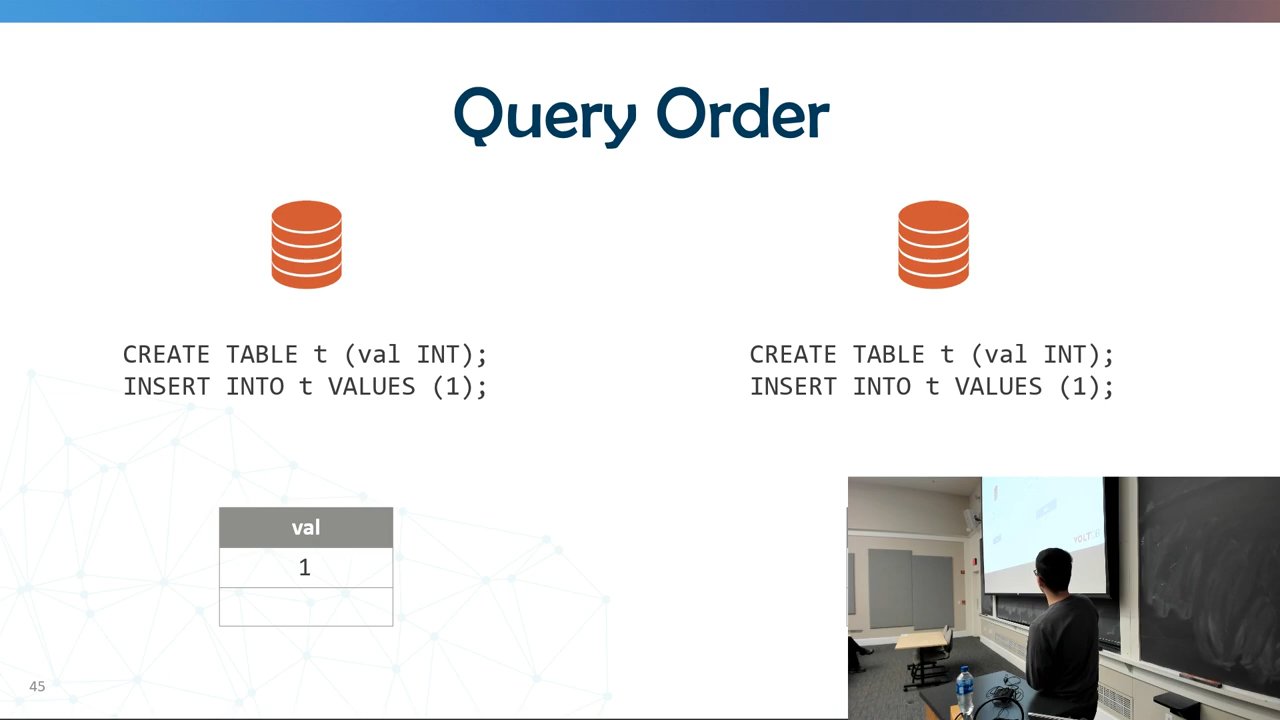 Query Order
CREATE TABLE t (val INT);
INSERT INTO t VALUES (1);
CREATE TABLE t (val INT);
INSERT INTO t VALUES (1);
val
1
45
VOLT